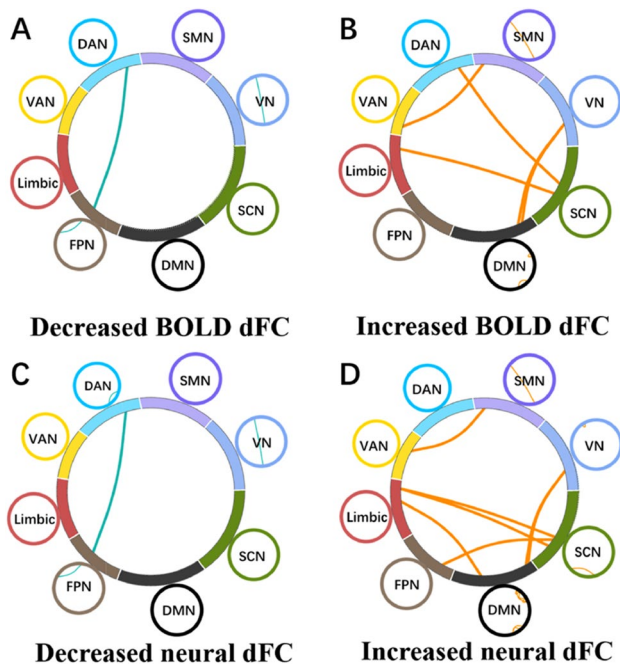 A
DAN
SMN
VAN
VN
Limbic
SCN
FPN
DMN
Decreased BOLD dFC
B
DAN
SMN
VAN
VN
Limbic
SCN
FPN
DMN
Increased BOLD dFC
C
DAN
SMN
VAN
VN
Limbic
SCN
FPN
DMN
Decreased neural dFC
D
DAN
SMN
VAN
VN
Limbic
SCN
FPN
DMN
Increased neural dFC